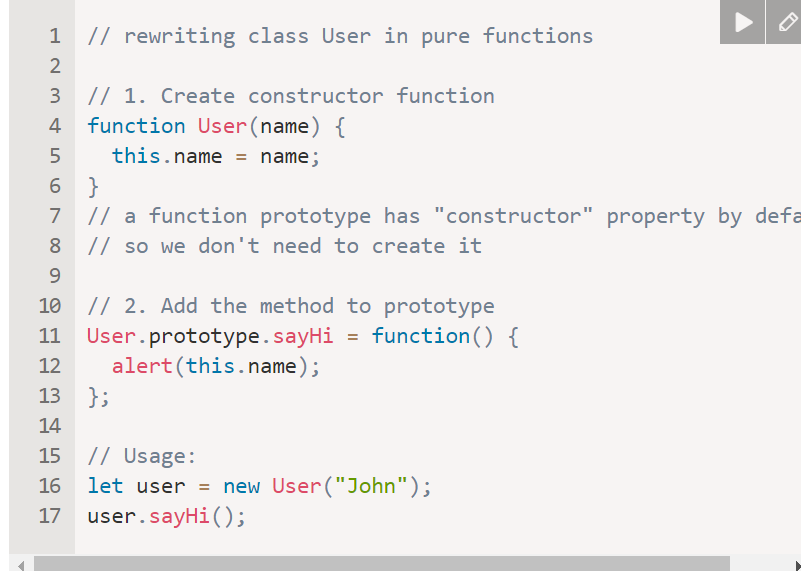 1 // rewriting class User in pure functions
2
3 // 1. Create constructor function
4 function User(name) {
5   this.name = name;
6 }
7 // a function prototype has "constructor" property by
8 // so we don't need to create it
9
10 // 2. Add the method to prototype
11 User.prototype.sayHi = function() {
12   alert(this.name);
13 };
14
15 // Usage:
16 let user = new User("John");
17 user.sayHi();